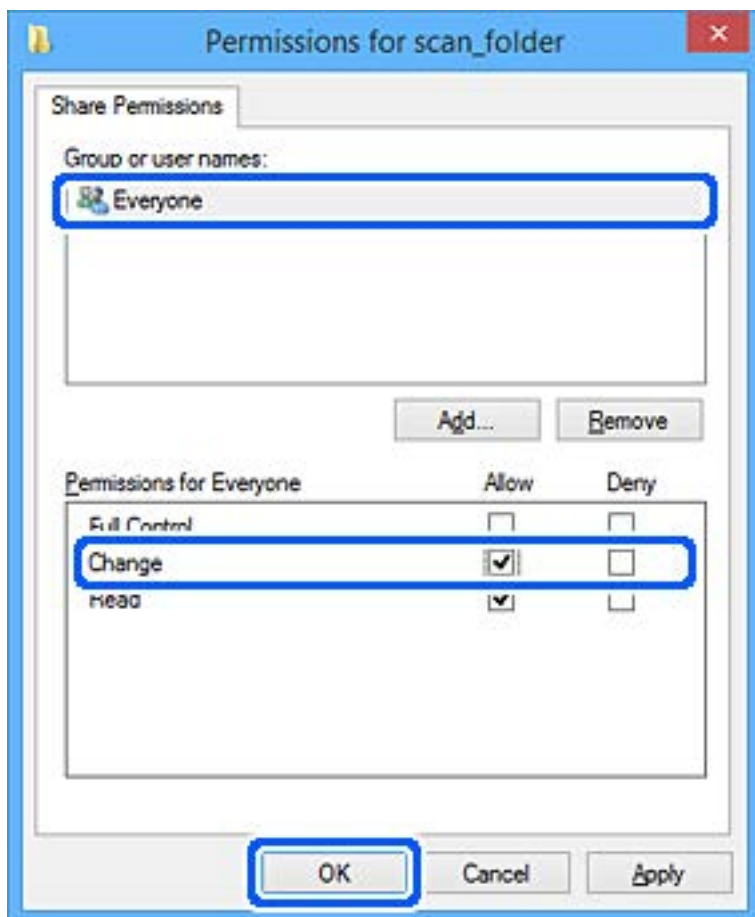 Permissions for scan_folder
Share Permissions
Group or user names:
Everyone
Add... Remove
Permissions for Everyone Allow Deny
Full Control
Change
Read
OK Cancel Apply